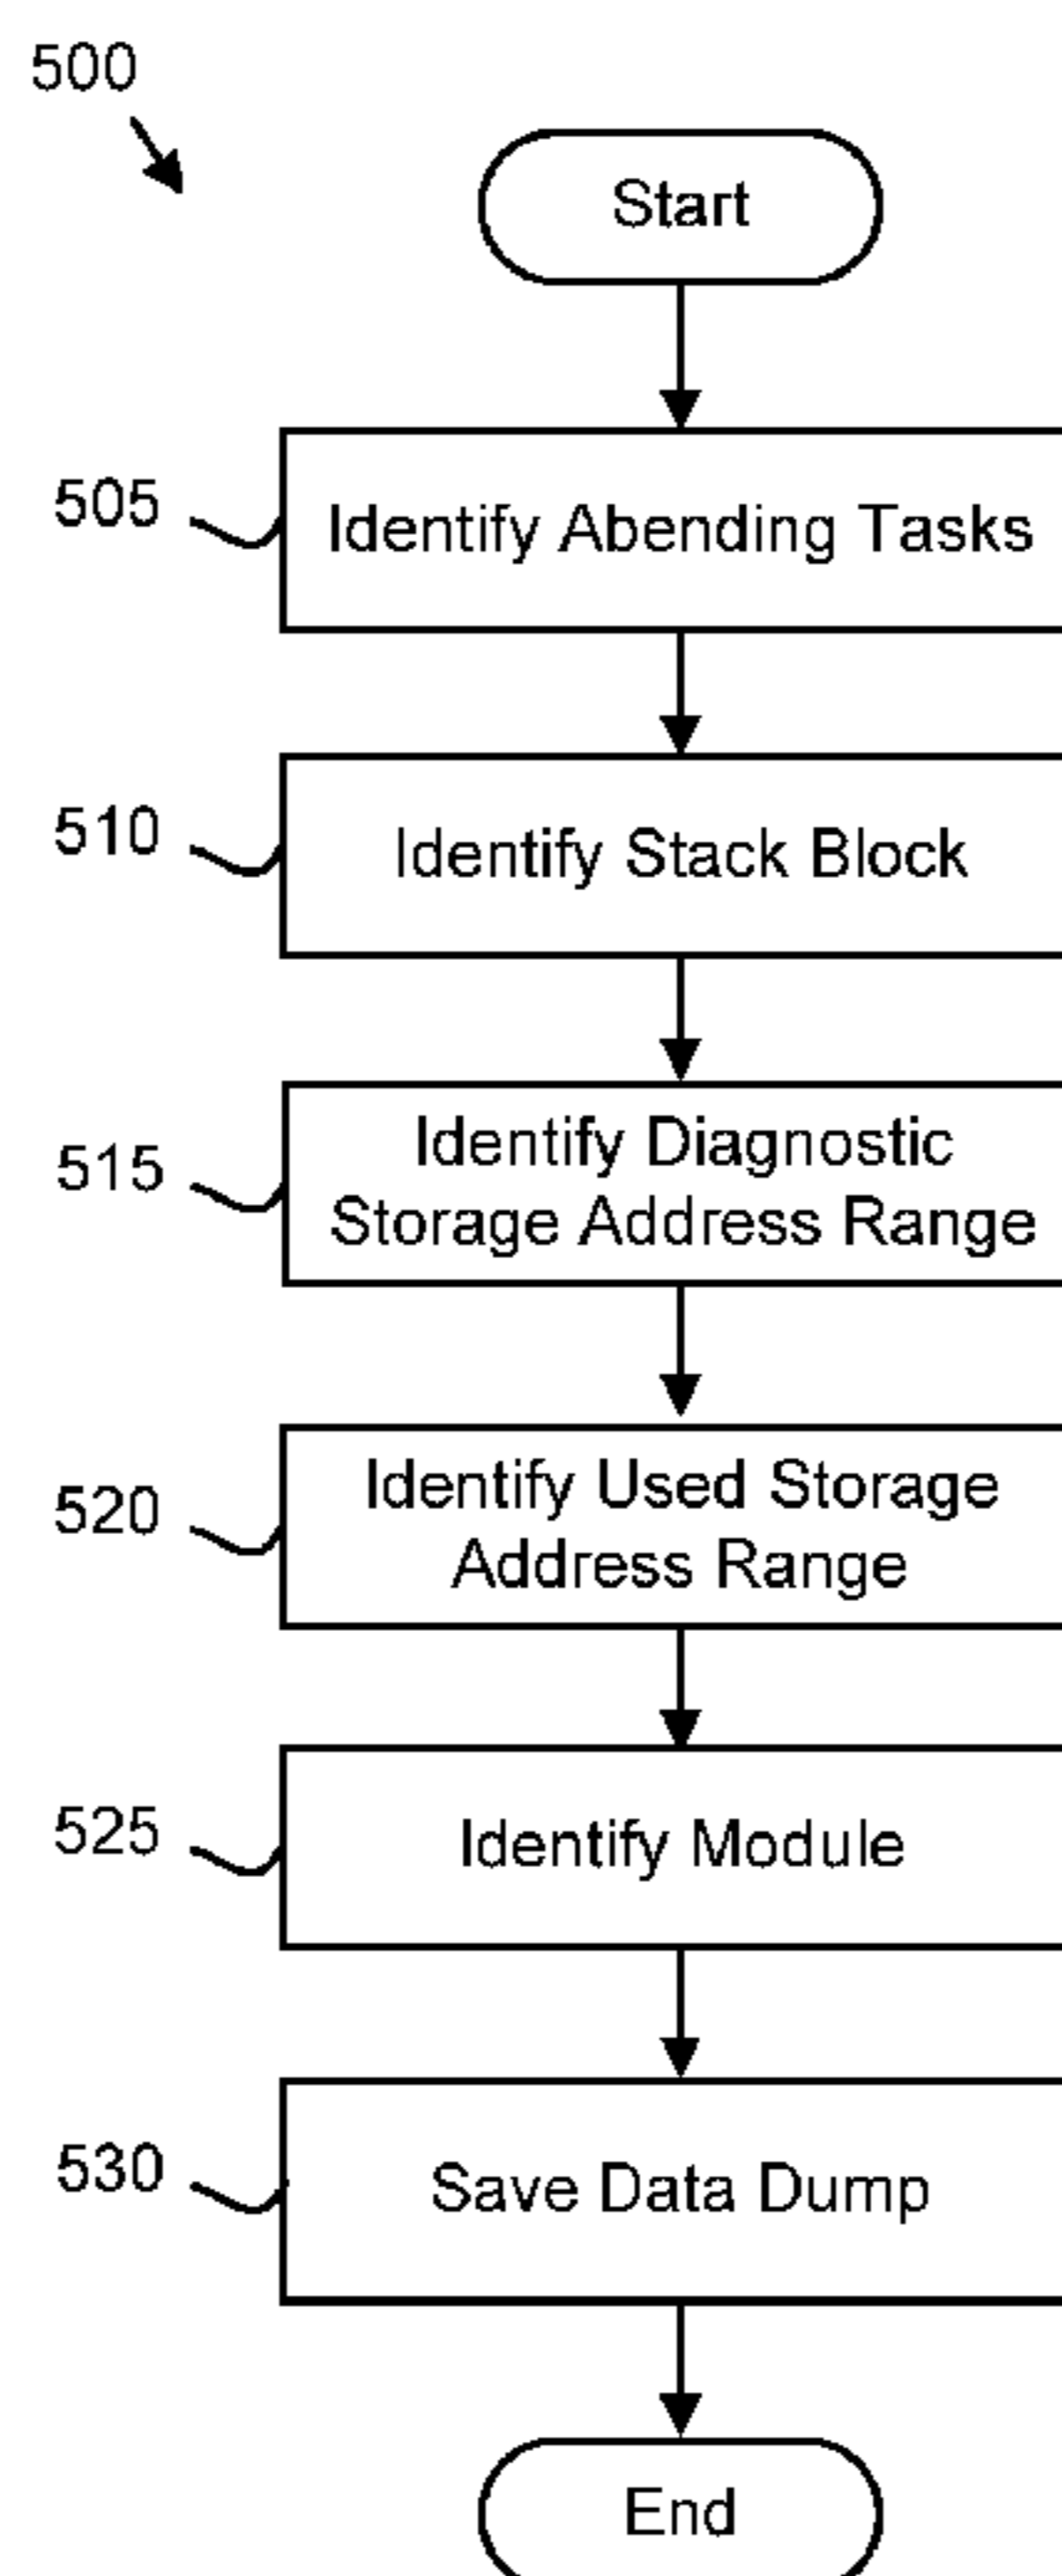 500
Start
505
Identify Abending Tasks
510
Identify Stack Block
515
Identify Diagnostic
Storage Address Range
520
Identify Used Storage
Address Range
525
Identify Module
530
Save Data Dump
End